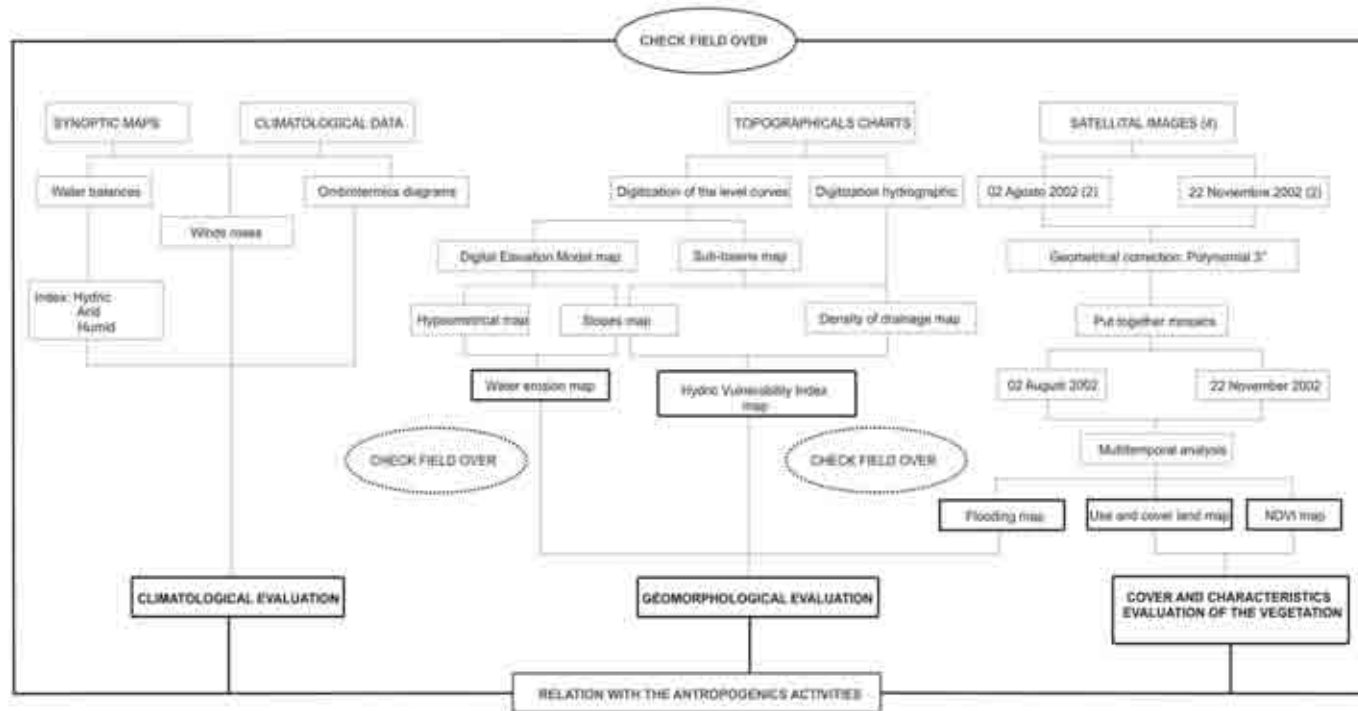 CHECK FIELD OVER
SYNOPTIC MAPS
CLIMATOLOGICAL DATA
TOPOGRAPHICALS CHARTS
SATELLITAL IMAGES (4)
Water balances
Ombrotermics diagrams
Digitization of the level curves
Digitization hydrographic
02 Agosto 2002 (2)
22 Noviembre 2002 (2)
Winds roses
Digital Elevation Model map
Sub-basins map
Geometrical correction: Polynomial 3°
Index: Hydric
Arid
Humid
Hypsometrical map
Slopes map
Density of drainage map
Put together mosaics
Water erosion map
Hydric Vulnerability Index
map
02 August 2002
22 November 2002
CHECK FIELD OVER
CHECK FIELD OVER
Multitemporal analysis
Flooding map
Use and cover land map
NDVI map
CLIMATOLOGICAL EVALUATION
GEOMORPHOLOGICAL EVALUATION
COVER AND CHARACTERISTICS
EVALUATION OF THE VEGETATION
RELATION WITH THE ANTROPOGENICS ACTIVITIES